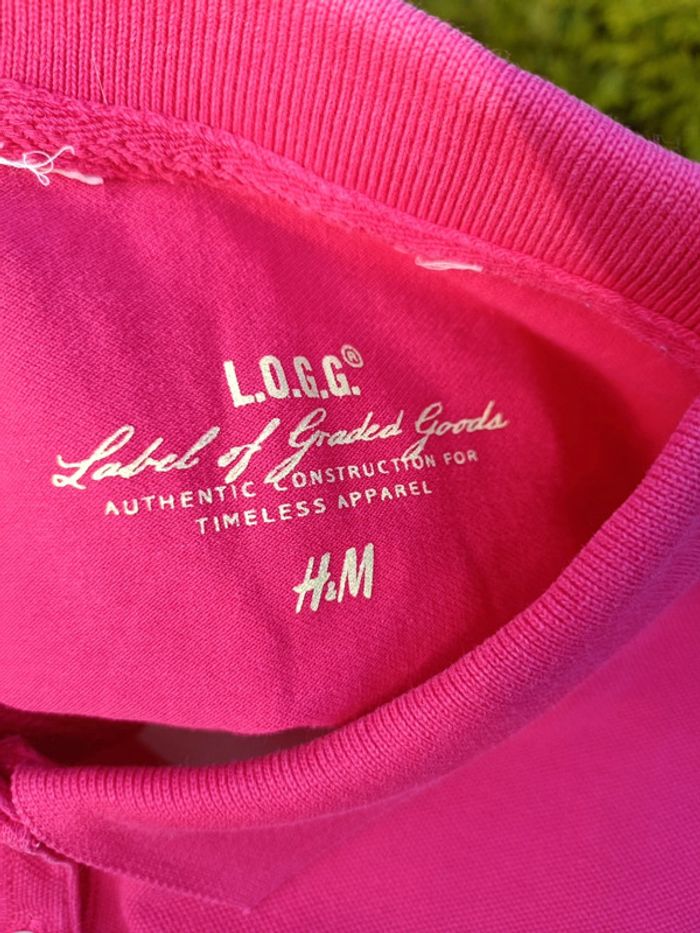 L.O.G.G.®
Label of Graded Goods
AUTHENTIC CONSTRUCTION FOR
TIMELESS APPAREL
H&M